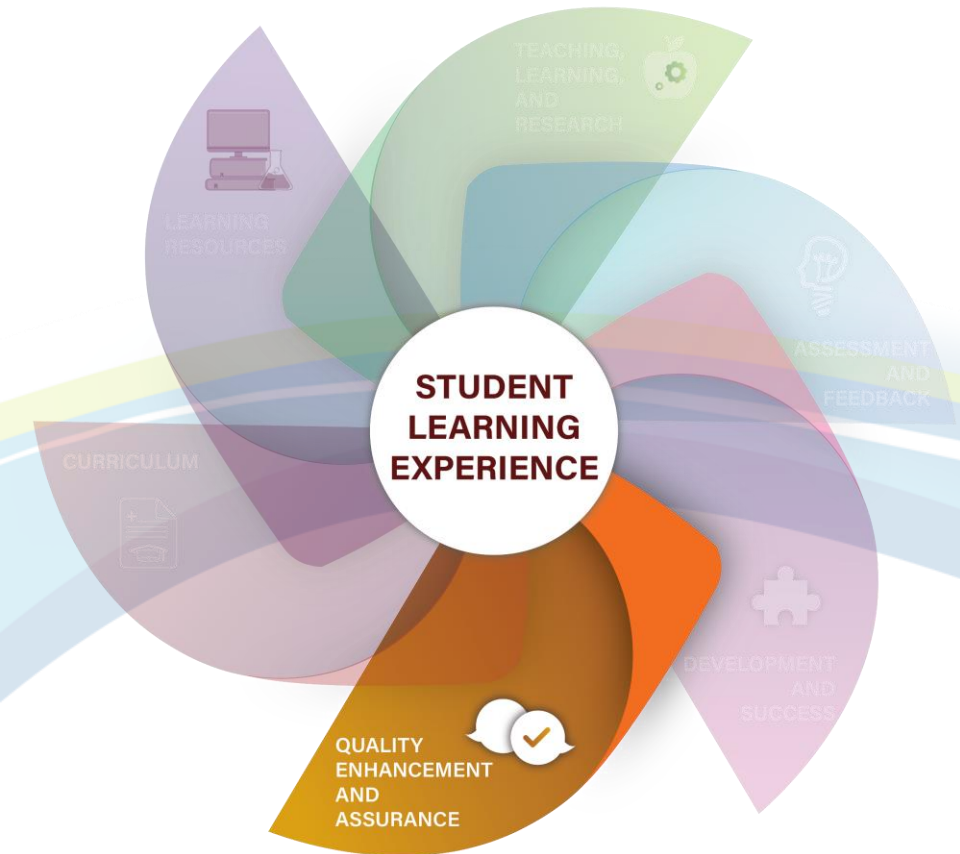 TEACHING,
LEARNING,
AND
RESEARCH
LEARNING
RESOURCES
ASSESSMENT
AND
FEEDBACK
STUDENT
LEARNING
EXPERIENCE
CURRICULUM
DEVELOPMENT
AND
SUCCESS
QUALITY
ENHANCEMENT
AND
ASSURANCE